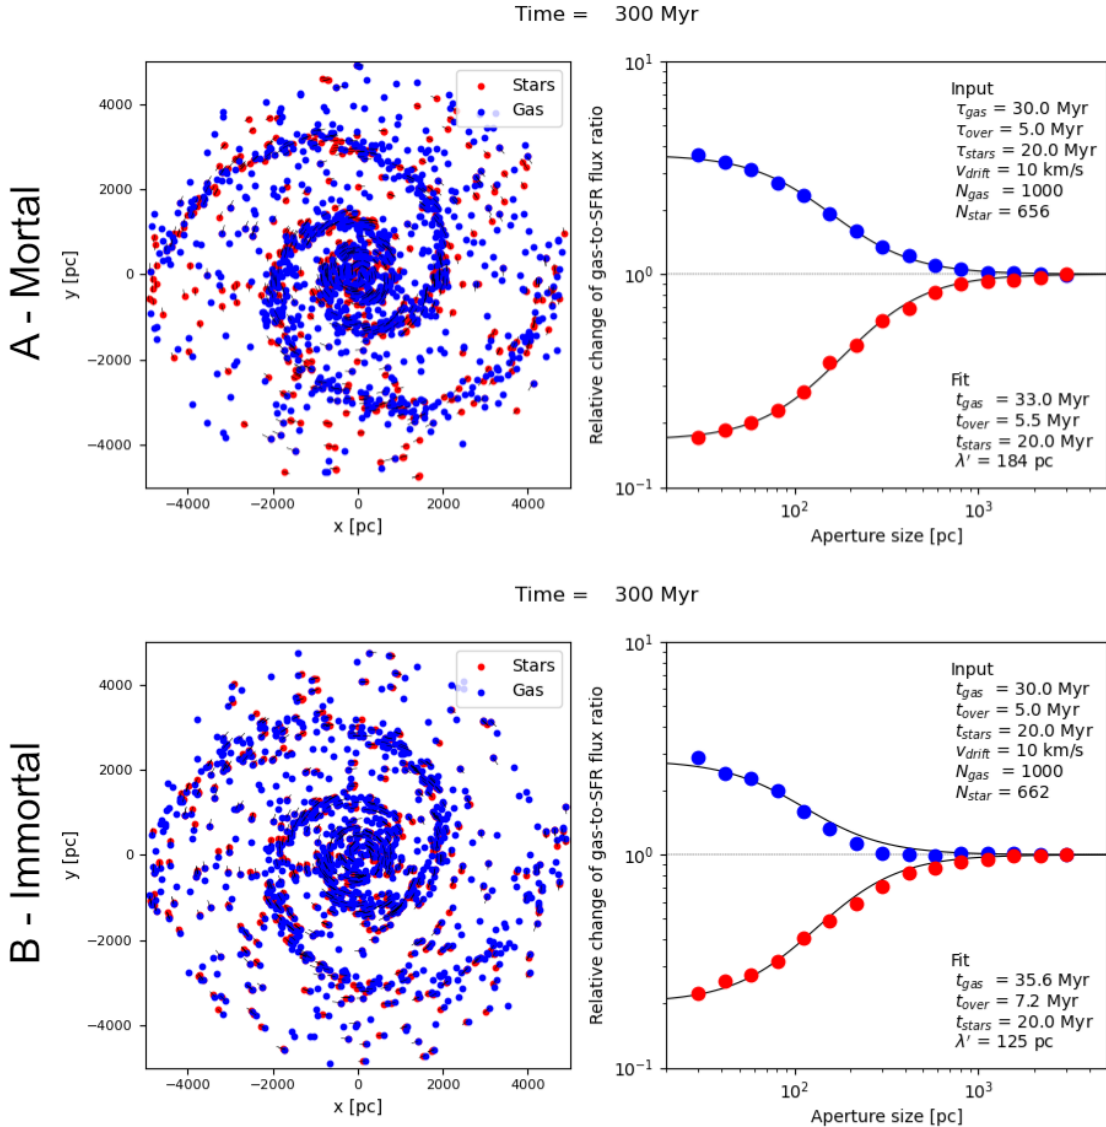 Time = 300 Myr
A - Mortal
y [pc]
4000
2000
0
−2000
−4000
−4000 −2000 0 2000 4000
x [pc]
Stars
Gas
Relative change of gas-to-SFR flux ratio
10¹
10⁰
10⁻¹
10² 10³
Aperture size [pc]
Input
τgas = 30.0 Myr
τover = 5.0 Myr
τstars = 20.0 Myr
vdrift = 10 km/s
Ngas = 1000
Nstar = 656
Fit
tgas = 33.0 Myr
tover = 5.5 Myr
tstars = 20.0 Myr
λ′ = 184 pc
Time = 300 Myr
B - Immortal
y [pc]
4000
2000
0
−2000
−4000
−4000 −2000 0 2000 4000
x [pc]
Stars
Gas
Relative change of gas-to-SFR flux ratio
10¹
10⁰
10⁻¹
10² 10³
Aperture size [pc]
Input
tgas = 30.0 Myr
tover = 5.0 Myr
tstars = 20.0 Myr
vdrift = 10 km/s
Ngas = 1000
Nstar = 662
Fit
tgas = 35.6 Myr
tover = 7.2 Myr
tstars = 20.0 Myr
λ′ = 125 pc